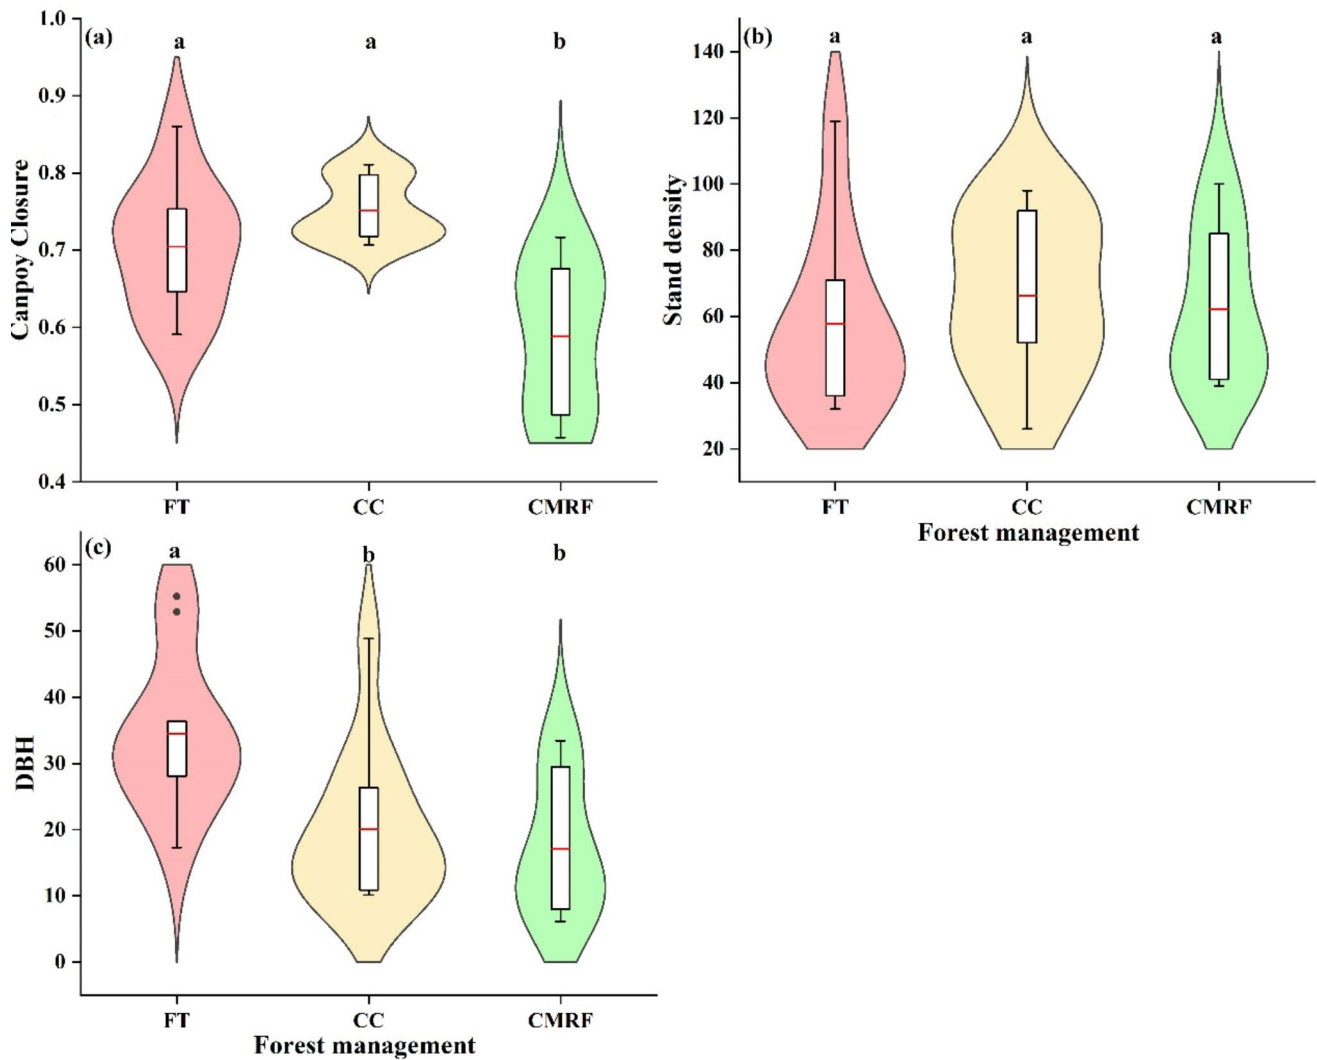 (a)
a a b
Canpoy Closure
1.0
0.9
0.8
0.7
0.6
0.5
0.4
FT CC CMRF
(b)
a a a
Stand density
140
120
100
80
60
40
20
FT CC CMRF
Forest management
(c)
a b b
DBH
60
50
40
30
20
10
0
FT CC CMRF
Forest management